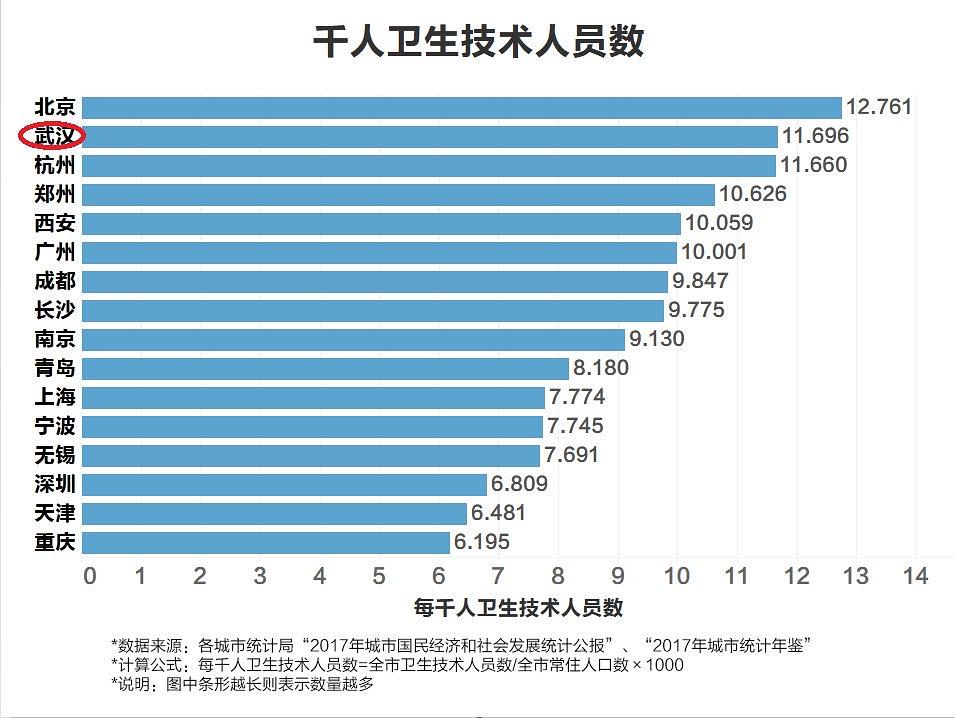 千人卫生技术人员数
北京 12.761
武汉 11.696
杭州 11.660
郑州 10.626
西安 10.059
广州 10.001
成都 9.847
长沙 9.775
南京 9.130
青岛 8.180
上海 7.774
宁波 7.745
无锡 7.691
深圳 6.809
天津 6.481
重庆 6.195
0 1 2 3 4 5 6 7 8 9 10 11 12 13 14
每千人卫生技术人员数
*数据来源：各城市统计局“2017年城市国民经济和社会发展统计公报”、“2017年城市统计年鉴”
*计算公式：每千人卫生技术人员数=全市卫生技术人员数/全市常住人口数×1000
*说明：图中条形越长则表示数量越多